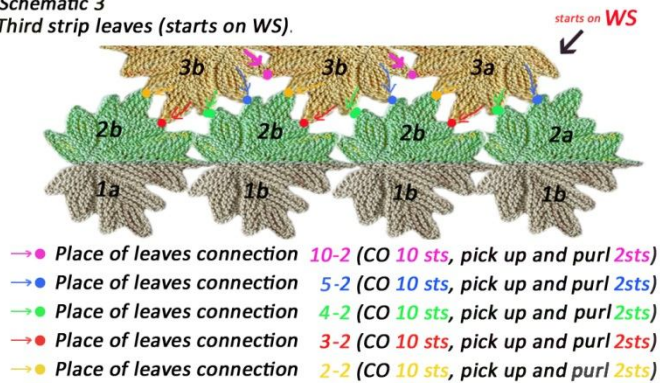 Schematic 3
Third strip leaves (starts on WS).
starts on WS
3b 3b 3a
2b 2b 2b 2a
1a 1b 1b 1b
Place of leaves connection 10-2 (CO 10 sts, pick up and purl 2sts)
Place of leaves connection 5-2 (CO 10 sts, pick up and purl 2sts)
Place of leaves connection 4-2 (CO 10 sts, pick up and purl 2sts)
Place of leaves connection 3-2 (CO 10 sts, pick up and purl 2sts)
Place of leaves connection 2-2 (CO 10 sts, pick up and purl 2sts)